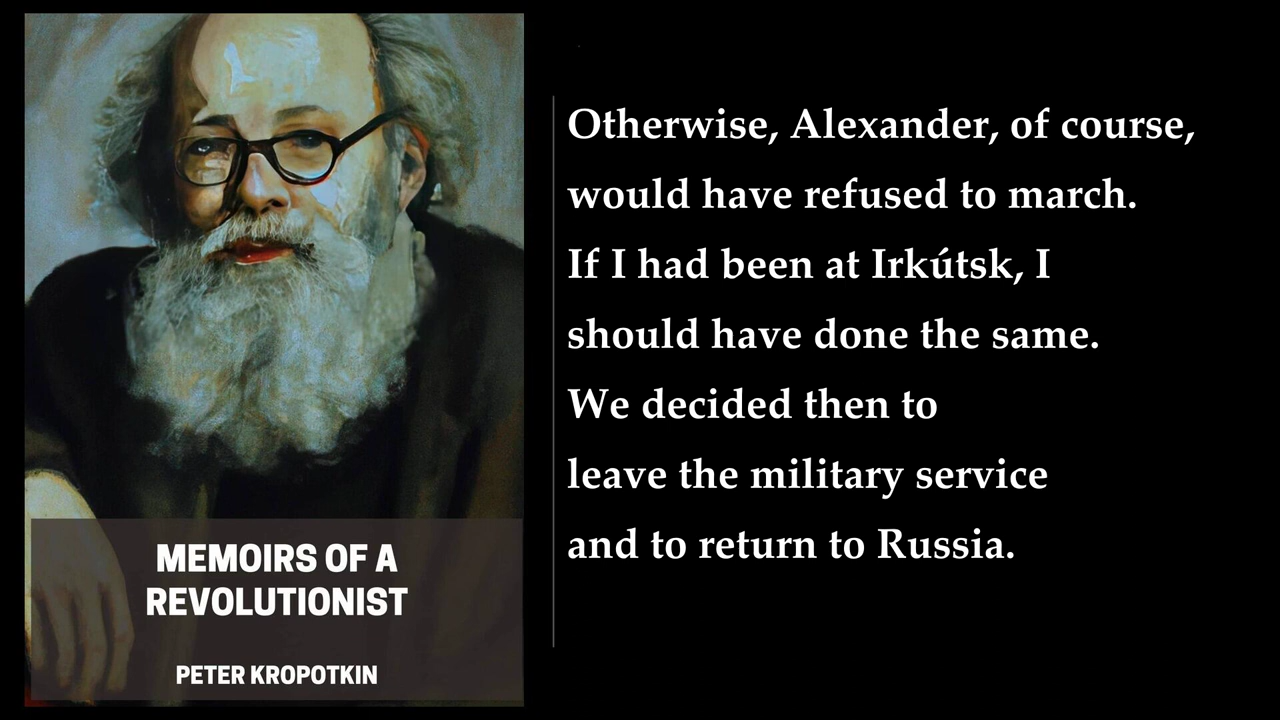 MEMOIRS OF A
REVOLUTIONIST
PETER KROPOTKIN
Otherwise, Alexander, of course,
would have refused to march.
If I had been at Irkútsk, I
should have done the same.
We decided then to
leave the military service
and to return to Russia.